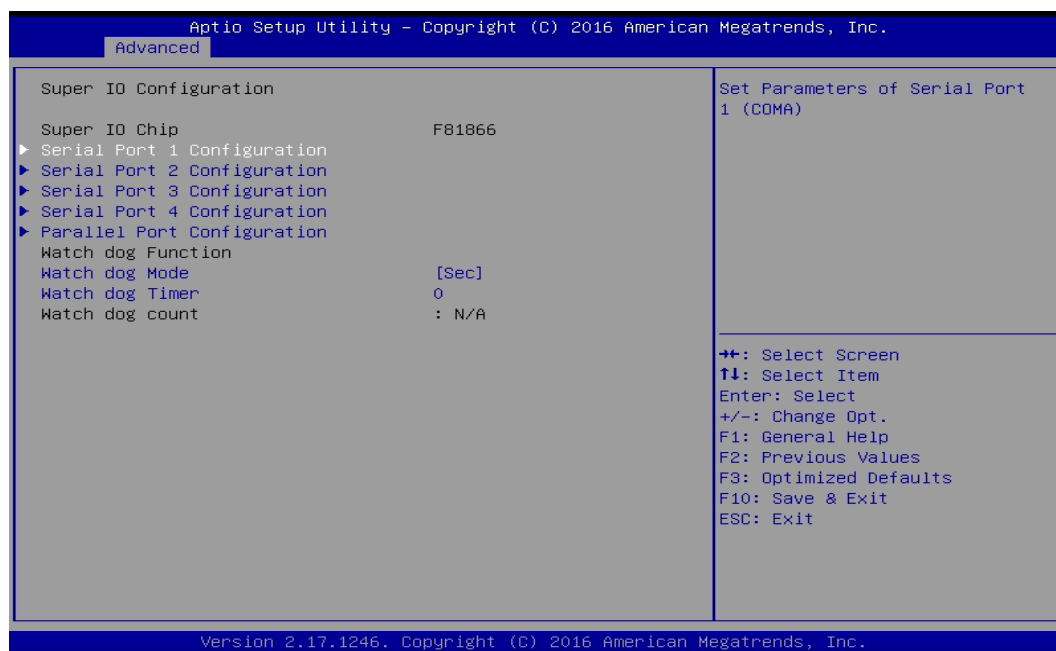 Aptio Setup Utility – Copyright (C) 2016 American Megatrends, Inc.
Advanced
Super IO Configuration
Super IO Chip F81866
▶ Serial Port 1 Configuration
▶ Serial Port 2 Configuration
▶ Serial Port 3 Configuration
▶ Serial Port 4 Configuration
▶ Parallel Port Configuration
Watch dog Function
Watch dog Mode [Sec]
Watch dog Timer 0
Watch dog count : N/A
Set Parameters of Serial Port
1 (COMA)
→←: Select Screen
↑↓: Select Item
Enter: Select
+/-: Change Opt.
F1: General Help
F2: Previous Values
F3: Optimized Defaults
F10: Save & Exit
ESC: Exit
Version 2.17.1246. Copyright (C) 2016 American Megatrends, Inc.